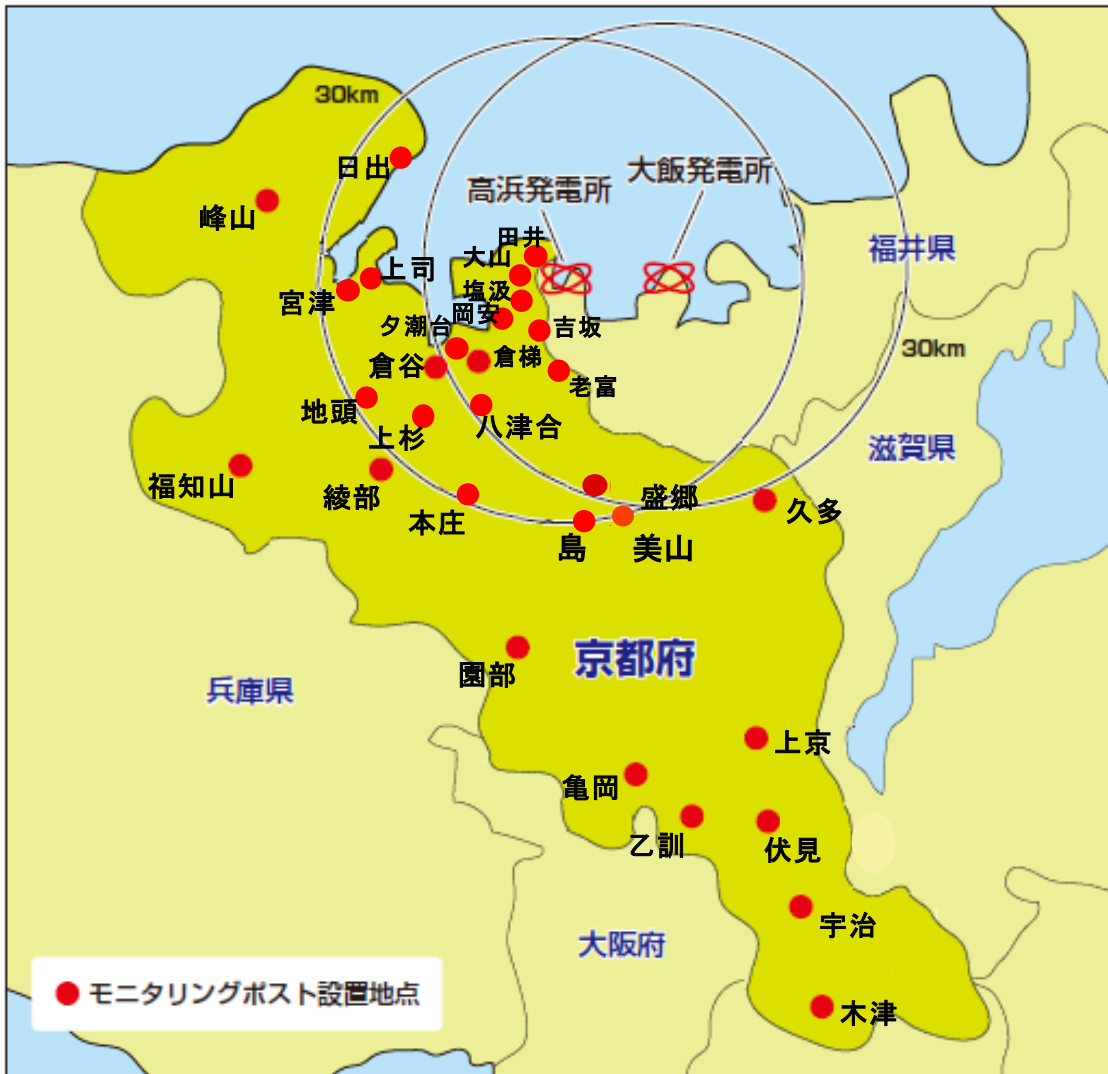 30km
日出
大飯発電所
高浜発電所
峰山
田井
福井県
大山
上司
塩汲
宮津
岡安
夕潮台
吉坂
30km
倉谷
倉梯
老富
地頭
八津合
上杉
滋賀県
福知山
綾部
盛郷
久多
本庄
島
美山
京都府
園部
兵庫県
上京
亀岡
乙訓
伏見
宇治
大阪府
モニタリングポスト設置地点
木津